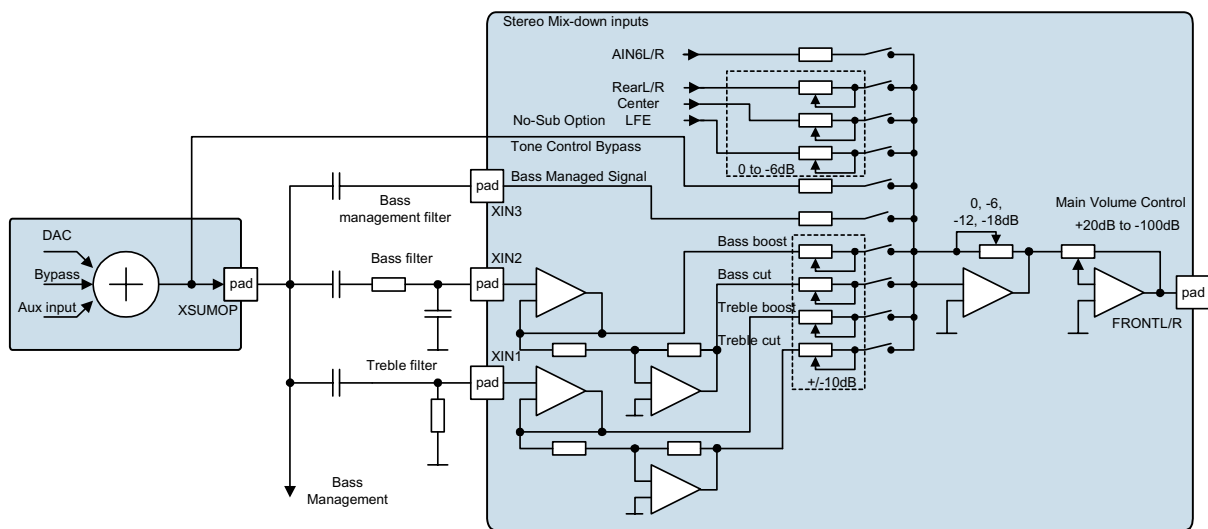 Stereo Mix-down inputs
AIN6L/R
RearL/R
Center
No-Sub Option LFE
0 to -6dB
Tone Control Bypass
pad
Bass Managed Signal
Bass
management filter
XIN3
0, -6,
-12, -18dB
Main Volume Control
+20dB to -100dB
DAC
Bypass
Aux input
pad
XSUMOP
Bass filter
XIN2
pad
Bass boost
Bass cut
Treble boost
Treble cut
+/-10dB
pad
FRONTL/R
Treble filter
XIN1
pad
Bass
Management